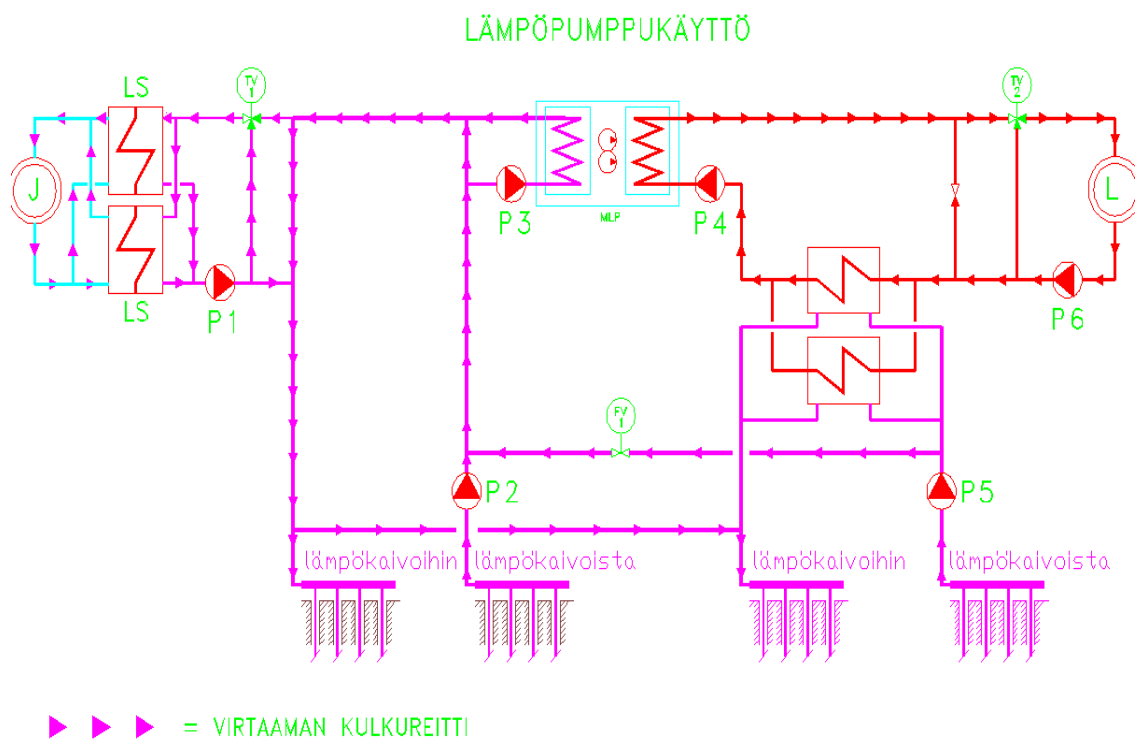 LÄMPÖPUMPPUKÄYTTÖ
LS
TV
1
TV
2
J
L
P3
MLP
P4
LS
P1
P6
FV
1
P2
P5
lämpökaivoihin
lämpökaivoista
lämpökaivoihin
lämpökaivoista
= VIRTAAMAN KULKUREITTI